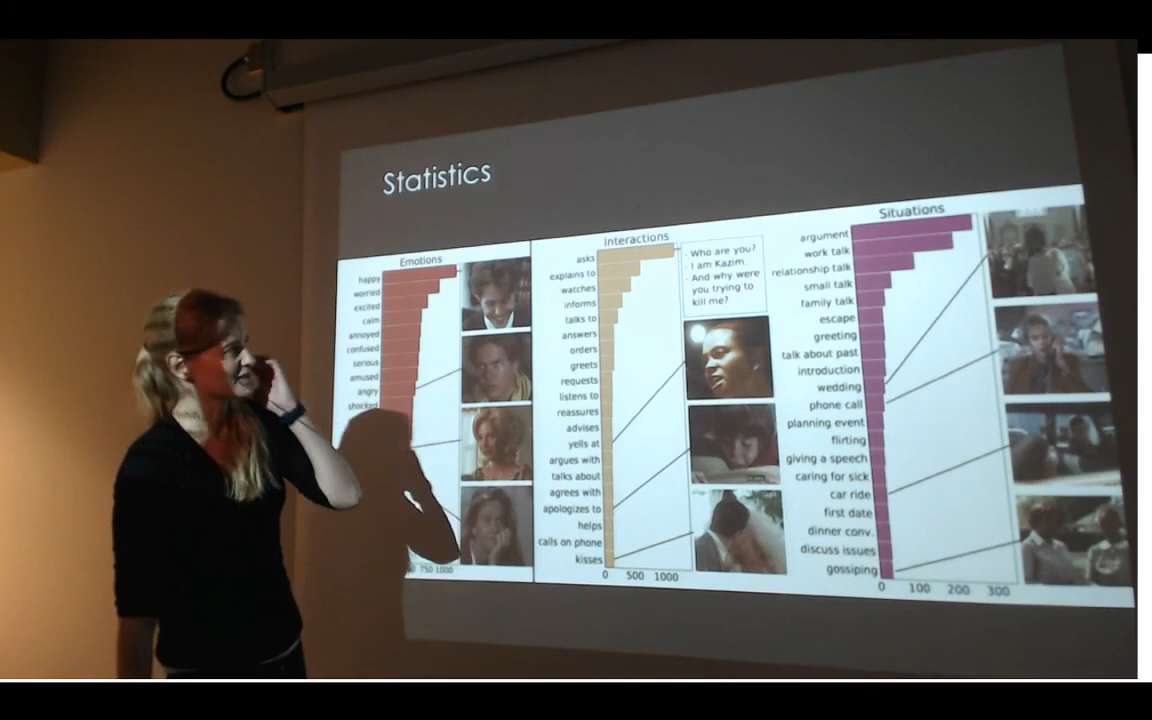 Statistics
Emotions
happy
worried
excited
calm
annoyed
confused
serious
amused
angry
shocked
750 1000
Interactions
asks
explains to
watches
informs
talks to
answers
orders
greets
requests
listens to
reassures
advises
yells at
argues with
talks about
agrees with
apologizes to
helps
calls on phone
kisses
0 500 1000
- Who are you?
- I am Kazim.
- And why were
you trying to
kill me?
Situations
argument
work talk
relationship talk
small talk
family talk
escape
greeting
talk about past
introduction
wedding
phone call
planning event
flirting
giving a speech
caring for sick
car ride
first date
dinner conv.
discuss issues
gossiping
0 100 200 300